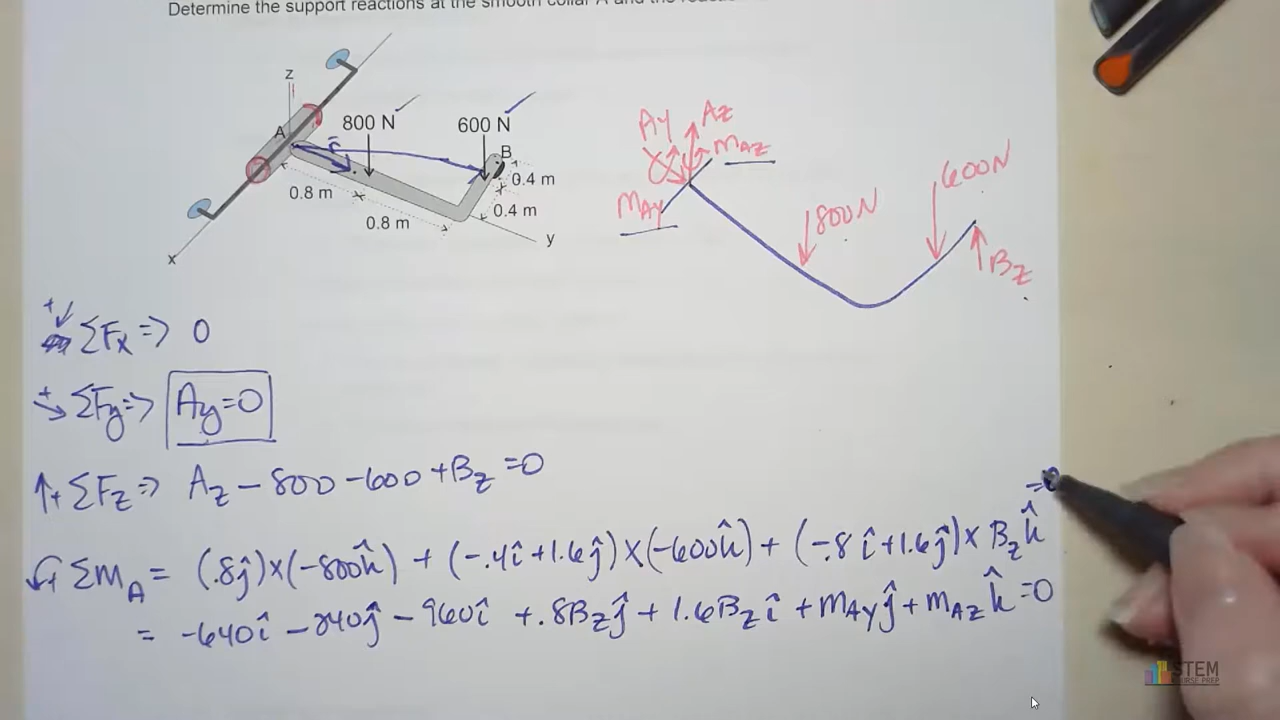 Determine the support reactions at the smooth collar A and the
z
A
800 N
600 N
B
r
0.8 m
0.8 m
0.4 m
0.4 m
y
x
AY
AZ
MAZ
MAY
800N
600N
BZ
+ ΣFx => 0
+ ΣFy => Ay=0
↑+ ΣFz => Az - 800 - 600 + Bz = 0
+ ΣMA = (.8ĵ)×(-800k̂) + (-.4î+1.6ĵ)×(-600k̂) + (-.8î+1.6ĵ)× Bz k̂ =0
= -640î - 240ĵ - 960î + .8Bzĵ + 1.6Bzî + MAYĵ + MAZ k̂ = 0
STEM
COURSE PREP